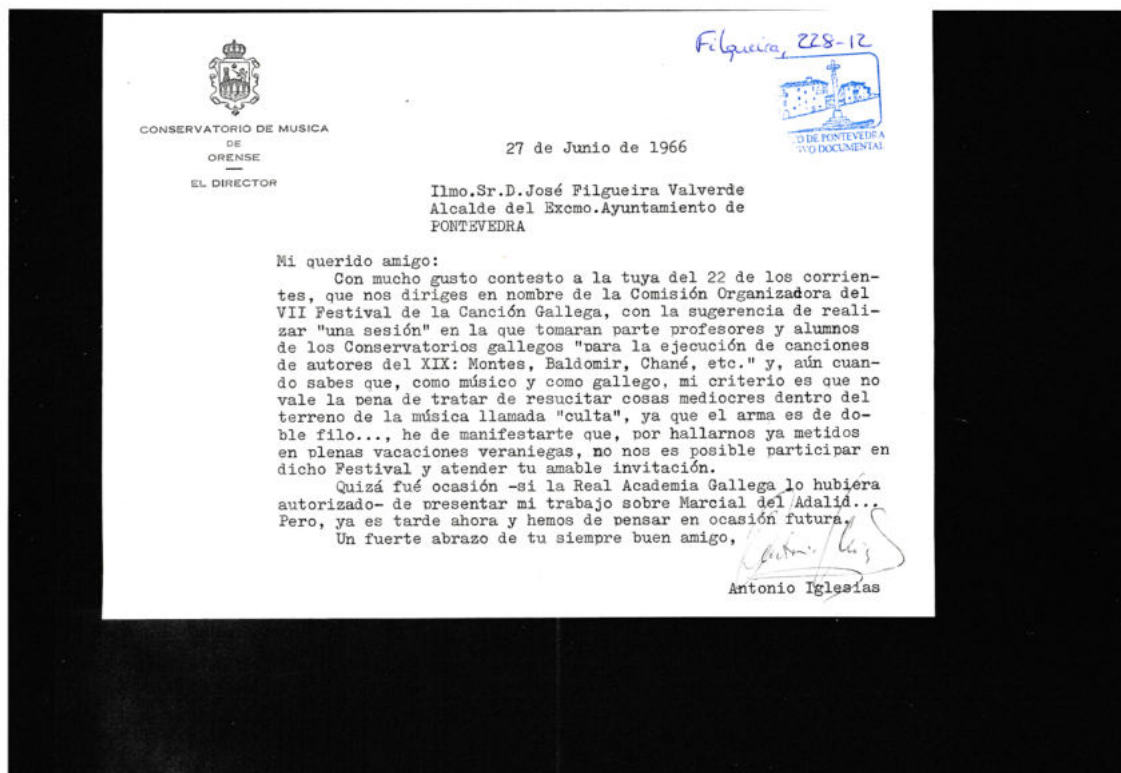 Filgueira, 228-12
CONSERVATORIO DE MUSICA
DE
ORENSE
EL DIRECTOR
DE PONTEVEDRA
DOCUMENTAL
27 de Junio de 1966
Ilmo.Sr.D.José Filgueira Valverde
Alcalde del Excmo.Ayuntamiento de
PONTEVEDRA
Mi querido amigo:
Con mucho gusto contesto a la tuya del 22 de los corrien-
tes, que nos diriges en nombre de la Comisión Organizadora del
VII Festival de la Canción Gallega, con la sugerencia de reali-
zar "una sesión" en la que tomaran parte profesores y alumnos
de los Conservatorios gallegos "para la ejecución de canciones
de autores del XIX: Montes, Baldomir, Chané, etc." y, aún cuan-
do sabes que, como músico y como gallego, mi criterio es que no
vale la pena de tratar de resucitar cosas mediocres dentro del
terreno de la música llamada "culta", ya que el arma es de do-
ble filo..., he de manifestarte que, por hallarnos ya metidos
en plenas vacaciones veraniegas, no nos es posible participar en
dicho Festival y atender tu amable invitación.
Quizá fué ocasión -si la Real Academia Gallega lo hubiera
autorizado- de presentar mi trabajo sobre Marcial del Adalid...
Pero, ya es tarde ahora y hemos de pensar en ocasión futura.
Un fuerte abrazo de tu siempre buen amigo,
Antonio Iglesias